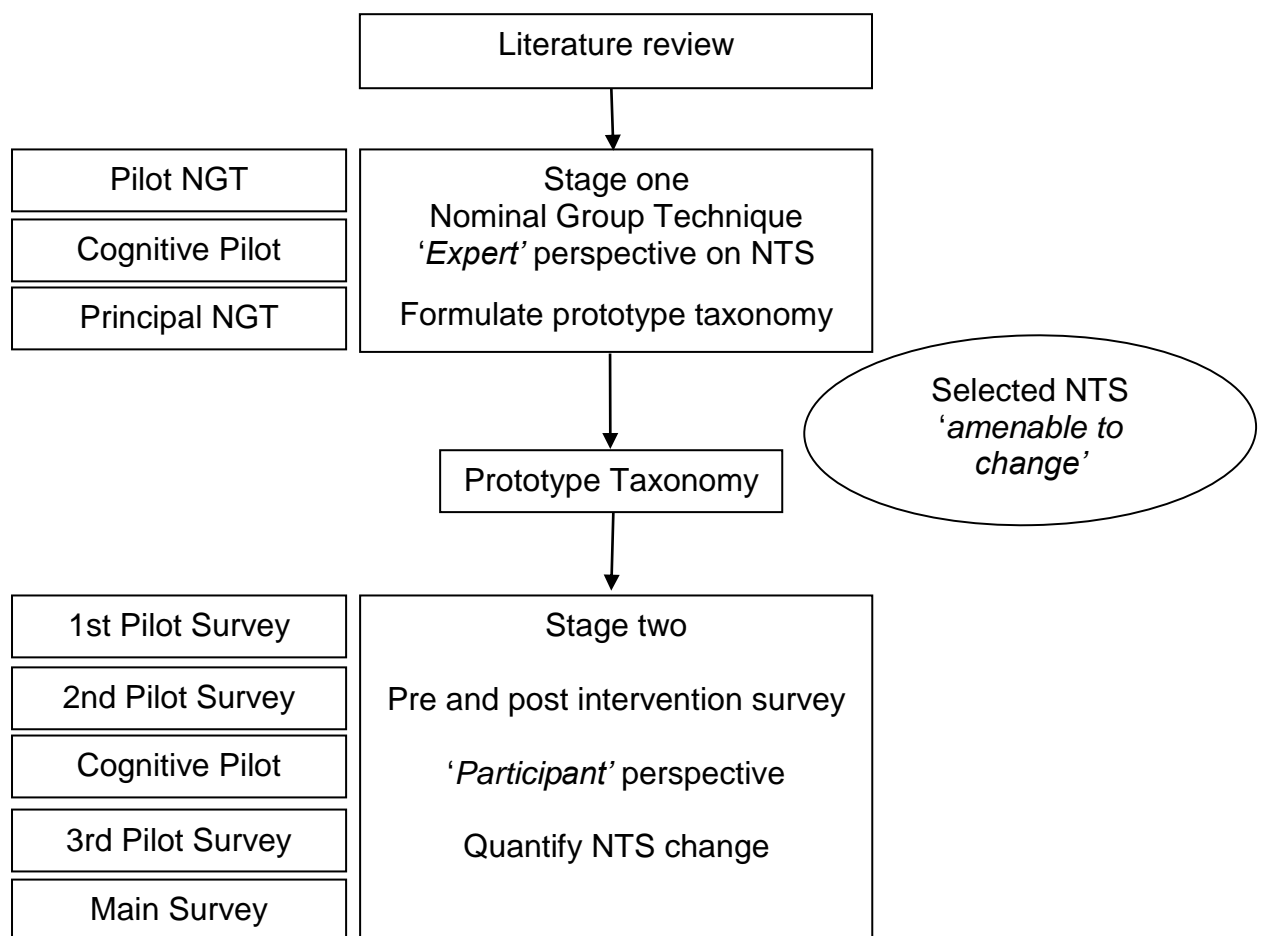 Literature review
Pilot NGT
Cognitive Pilot
Principal NGT
Stage one
Nominal Group Technique
‘Expert’ perspective on NTS
Formulate prototype taxonomy
Selected NTS
‘amenable to
change’
Prototype Taxonomy
1st Pilot Survey
2nd Pilot Survey
Cognitive Pilot
3rd Pilot Survey
Main Survey
Stage two
Pre and post intervention survey
‘Participant’ perspective
Quantify NTS change